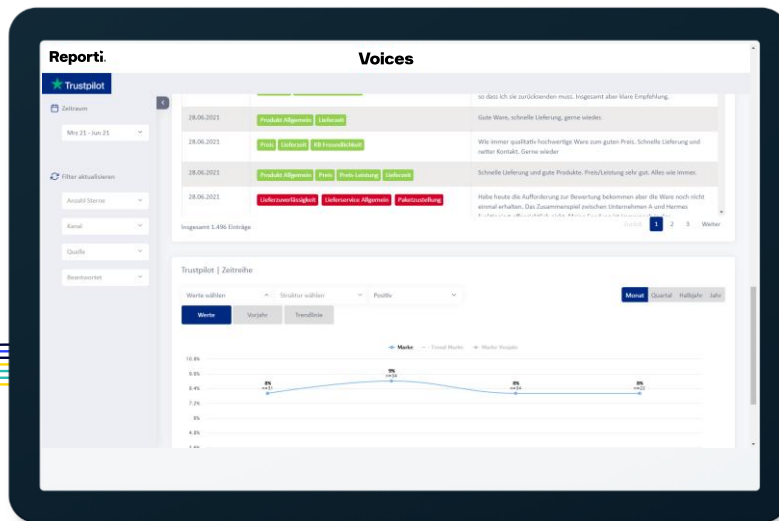 Reporti.
Voices
Trustpilot
Zeitraum
Mrz 21 - Jun 21
Filter aktualisieren
Anzahl Sterne
Kanal
Quelle
Beantwortet
so dass ich sie zurücksenden muss. Insgesamt aber klare Empfehlung.
28.06.2021
Produkt Allgemein Lieferzeit
Gute Ware, schnelle Lieferung, gerne wieder.
28.06.2021
Preis Lieferzeit KB Freundlichkeit
Wie immer qualitativ hochwertige Ware zum guten Preis. Schnelle Lieferung und
netter Kontakt. Gerne wieder
28.06.2021
Produkt Allgemein Preis Preis-Leistung Lieferzeit
Schnelle Lieferung und gute Produkte. Preis/Leistung sehr gut. Alles wie immer.
28.06.2021
Lieferzuverlässigkeit Lieferservice Allgemein Paketzustellung
Habe heute die Aufforderung zur Bewertung bekommen aber die Ware noch nicht
einmal erhalten. Das Zusammenspiel zwischen Unternehmen A und Hermes
Insgesamt 1.496 Einträge
Zurück 1 2 3 Weiter
Trustpilot | Zeitreihe
Werte wählen Struktur wählen Positiv
Monat Quartal Halbjahr Jahr
Werte Vorjahr Trendlinie
Marke Trend Marke Marke Vorjahr
10.8%
9.6%
8.4%
7.2%
6%
4.8%
8%
n=31
9%
n=34
8%
8%